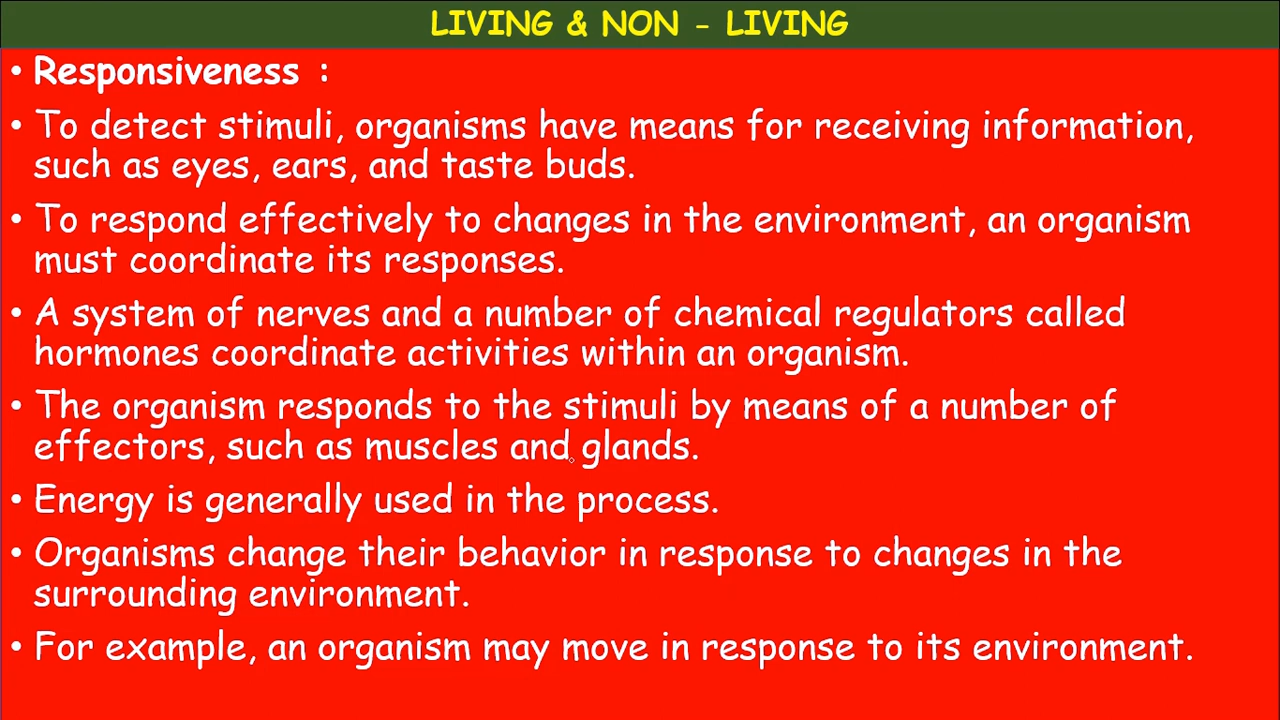 LIVING & NON - LIVING
• Responsiveness :
• To detect stimuli, organisms have means for receiving information,
such as eyes, ears, and taste buds.
• To respond effectively to changes in the environment, an organism
must coordinate its responses.
• A system of nerves and a number of chemical regulators called
hormones coordinate activities within an organism.
• The organism responds to the stimuli by means of a number of
effectors, such as muscles and glands.
• Energy is generally used in the process.
• Organisms change their behavior in response to changes in the
surrounding environment.
• For example, an organism may move in response to its environment.